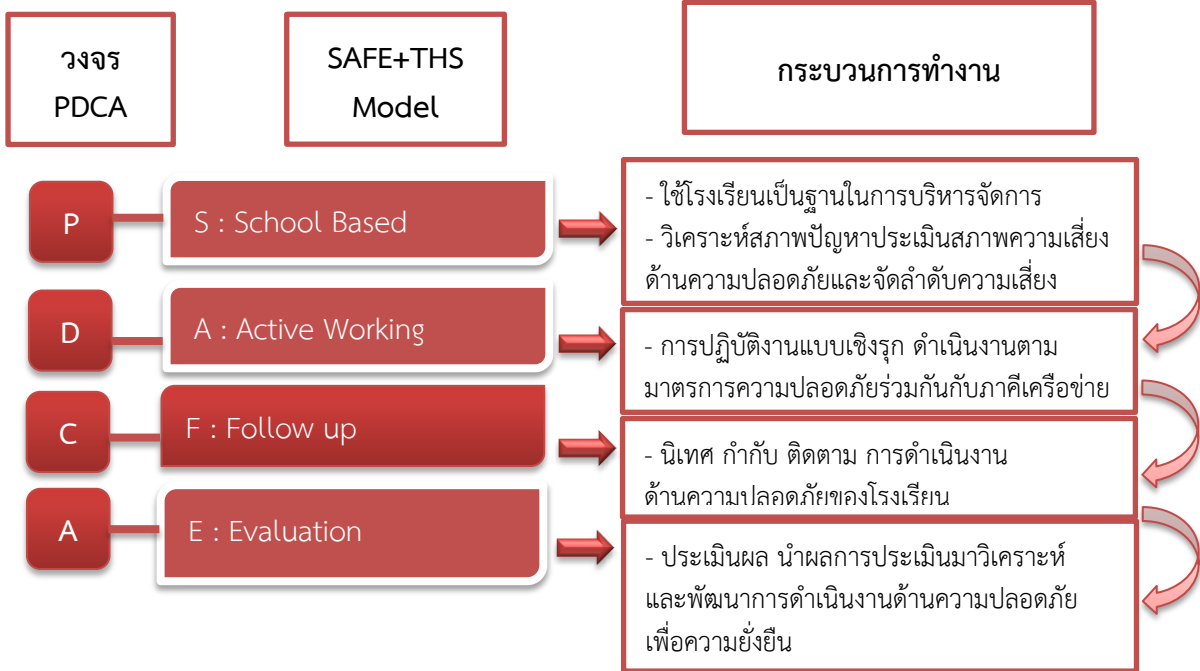 วงจร
PDCA
SAFE+THS
Model
กระบวนการทำงาน
P
S : School Based
- ใช้โรงเรียนเป็นฐานในการบริหารจัดการ
- วิเคราะห์สภาพปัญหาประเมินสภาพความเสี่ยง
ด้านความปลอดภัยและจัดลำดับความเสี่ยง
D
A : Active Working
- การปฏิบัติงานแบบเชิงรุก ดำเนินงานตาม
มาตรการความปลอดภัยร่วมกันกับภาคีเครือข่าย
C
F : Follow up
- นิเทศ กำกับ ติดตาม การดำเนินงาน
ด้านความปลอดภัยของโรงเรียน
A
E : Evaluation
- ประเมินผล นำผลการประเมินมาวิเคราะห์
และพัฒนาการดำเนินงานด้านความปลอดภัย
เพื่อความยั่งยืน